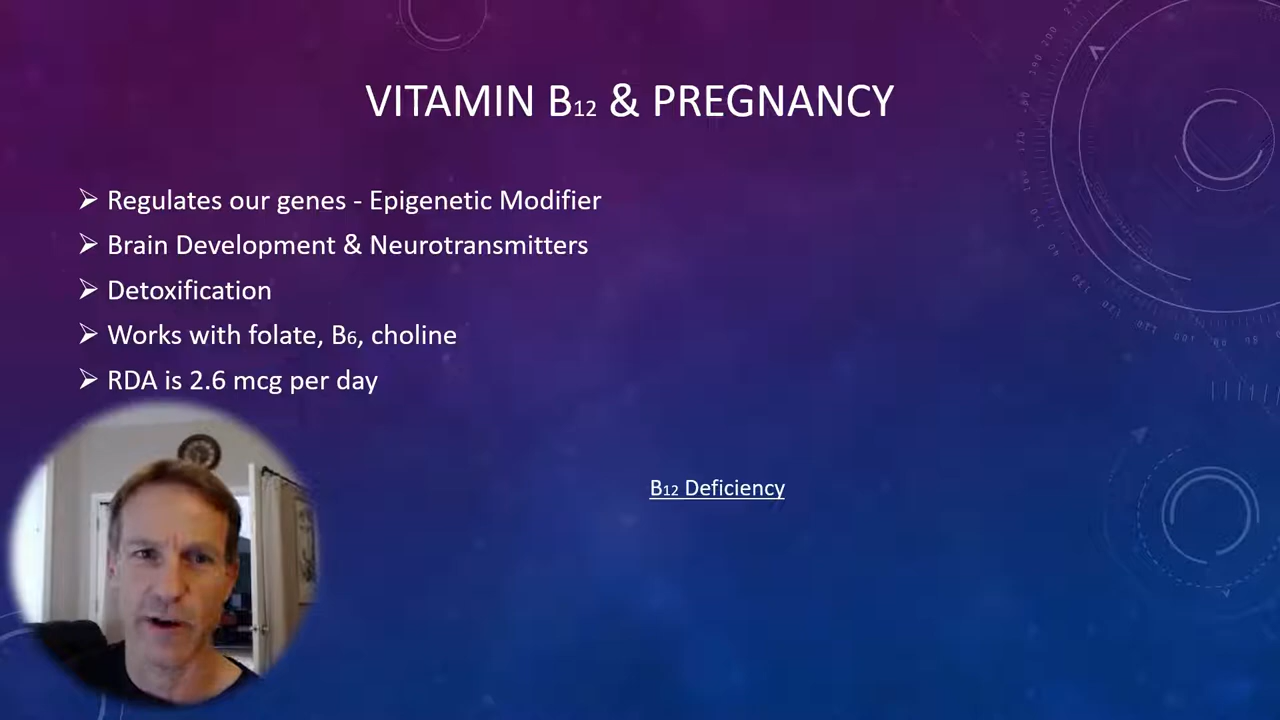 VITAMIN B12 & PREGNANCY
Regulates our genes - Epigenetic Modifier
Brain Development & Neurotransmitters
Detoxification
Works with folate, B6, choline
RDA is 2.6 mcg per day
B12 Deficiency